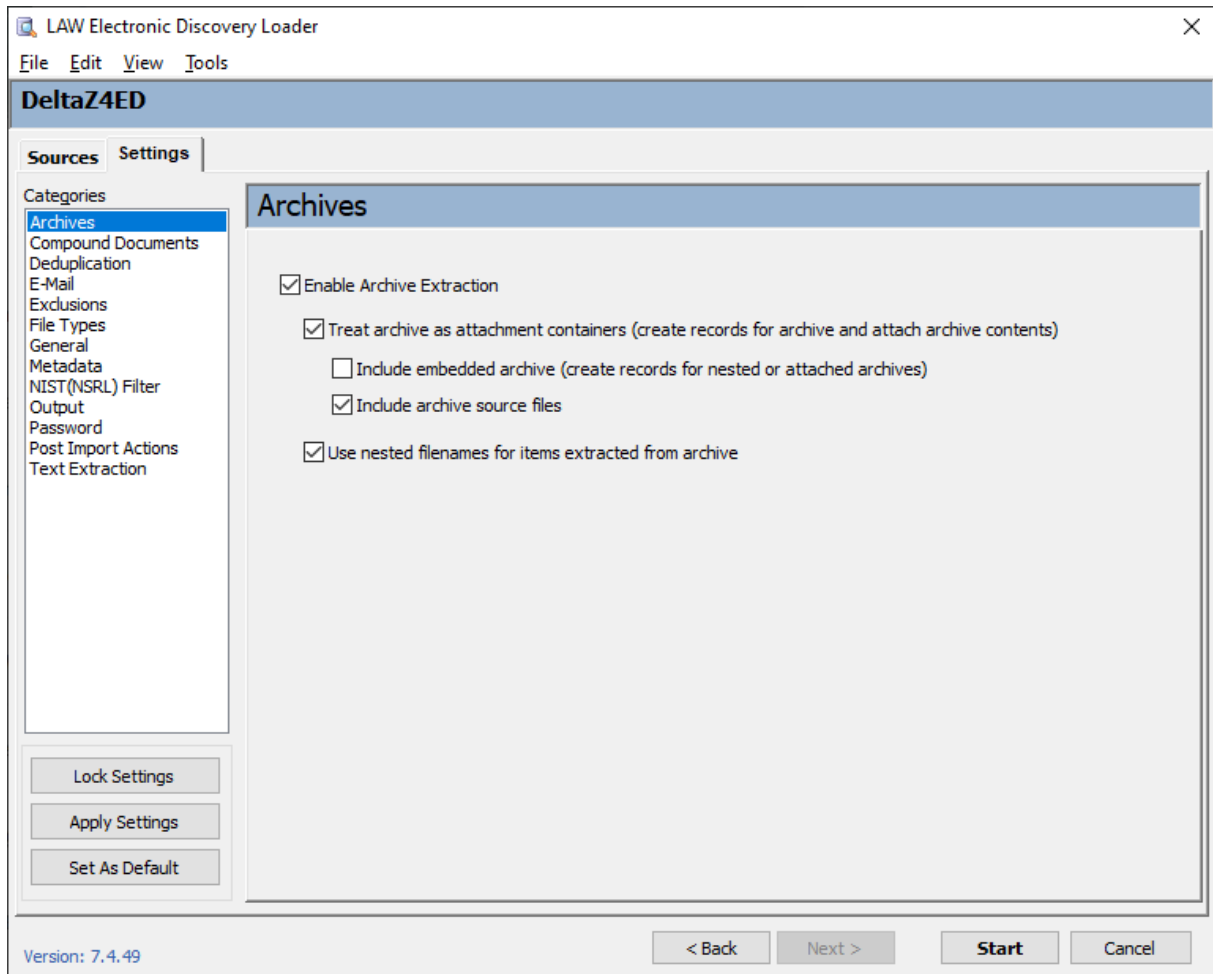 LAW Electronic Discovery Loader
File Edit View Tools
DeltaZ4ED
Sources Settings
Categories
Archives
Compound Documents
Deduplication
E-Mail
Exclusions
File Types
General
Metadata
NIST(NSRL) Filter
Output
Password
Post Import Actions
Text Extraction
Lock Settings
Apply Settings
Set As Default
Archives
Enable Archive Extraction
Treat archive as attachment containers (create records for archive and attach archive contents)
Include embedded archive (create records for nested or attached archives)
Include archive source files
Use nested filenames for items extracted from archive
Version: 7.4.49
< Back Next > Start Cancel